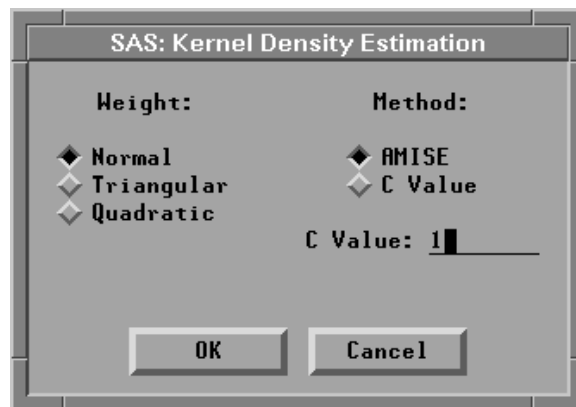 SAS: Kernel Density Estimation
Weight:
Normal
Triangular
Quadratic
Method:
AMISE
C Value
C Value: 1
OK
Cancel